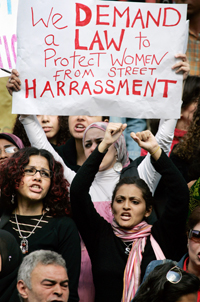 We DEMAND
a LAW to
PROTECT WOMEN
FROM STREET
HARRASSMENT